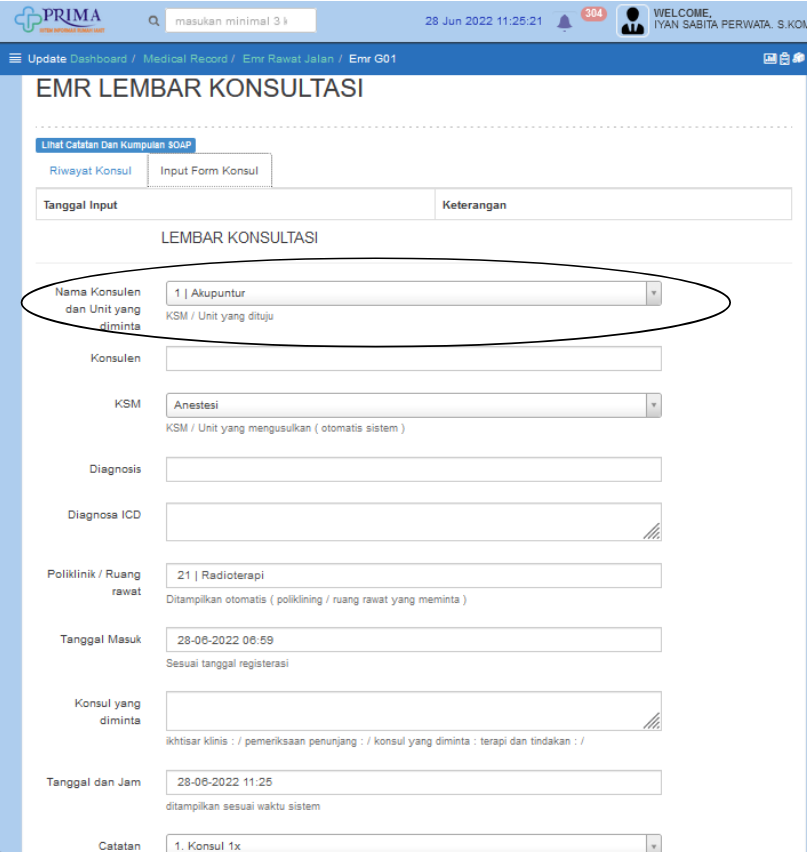 PRIMA
masukan minimal 3 k
28 Jun 2022 11:25:21
304
WELCOME,
IYAN SABITA PERWATA. S.KOM
Update Dashboard / Medical Record / Emr Rawat Jalan / Emr G01
EMR LEMBAR KONSULTASI
Lihat Catatan Dan Kumpulan SOAP
Riwayat Konsul
Input Form Konsul
Tanggal Input
Keterangan
LEMBAR KONSULTASI
Nama Konsulen
dan Unit yang
diminta
1 | Akupuntur
KSM / Unit yang dituju
Konsulen
KSM
Anestesi
KSM / Unit yang mengusulkan ( otomatis sistem )
Diagnosis
Diagnosa ICD
Poliklinik / Ruang
rawat
21 | Radioterapi
Ditampilkan otomatis ( poliklining / ruang rawat yang meminta )
Tanggal Masuk
28-06-2022 06:59
Sesuai tanggal registerasi
Konsul yang
diminta
ikhtisar klinis : / pemeriksaan penunjang : / konsul yang diminta : terapi dan tindakan : /
Tanggal dan Jam
28-06-2022 11:25
ditampilkan sesuai waktu sistem
Catatan
1. Konsul 1x